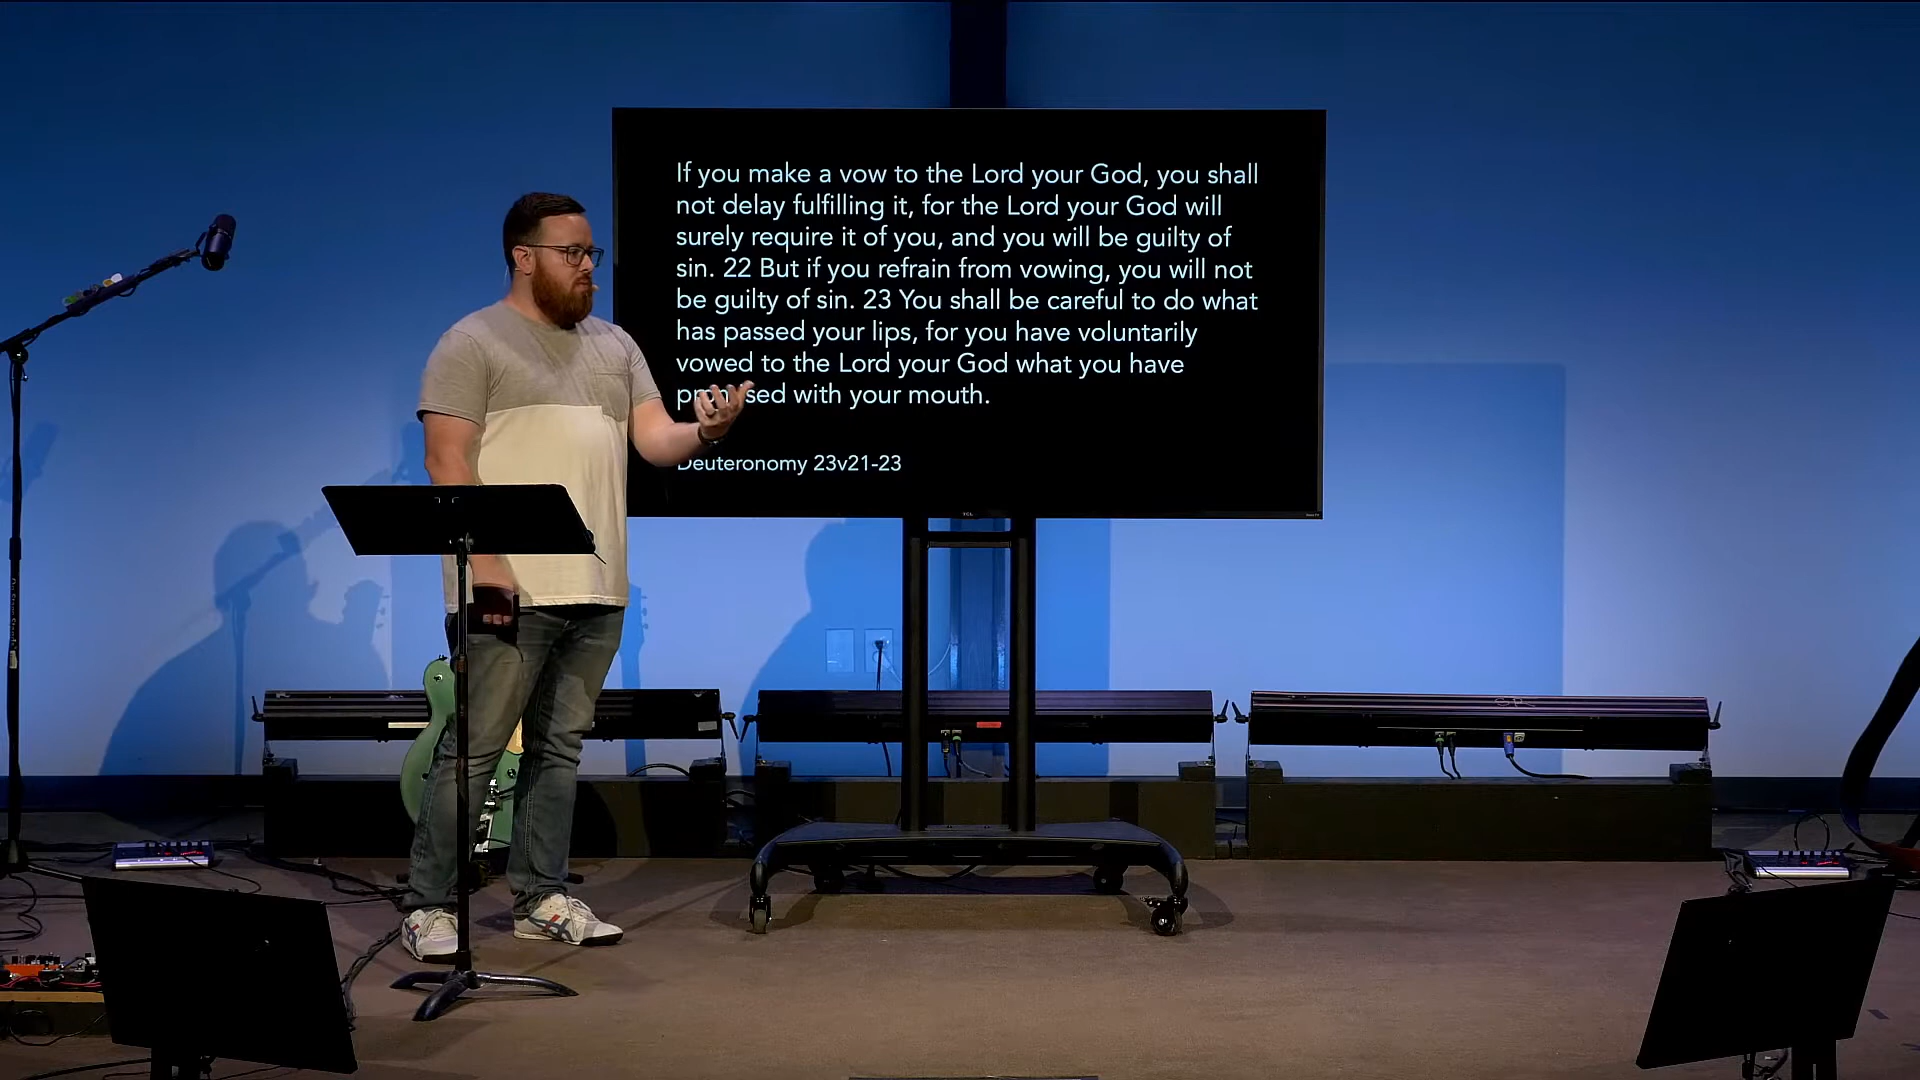 If you make a vow to the Lord your God, you shall
not delay fulfilling it, for the Lord your God will
surely require it of you, and you will be guilty of
sin. 22 But if you refrain from vowing, you will not
be guilty of sin. 23 You shall be careful to do what
has passed your lips, for you have voluntarily
vowed to the Lord your God what you have
promised with your mouth.
Deuteronomy 23v21-23
TCL
SR